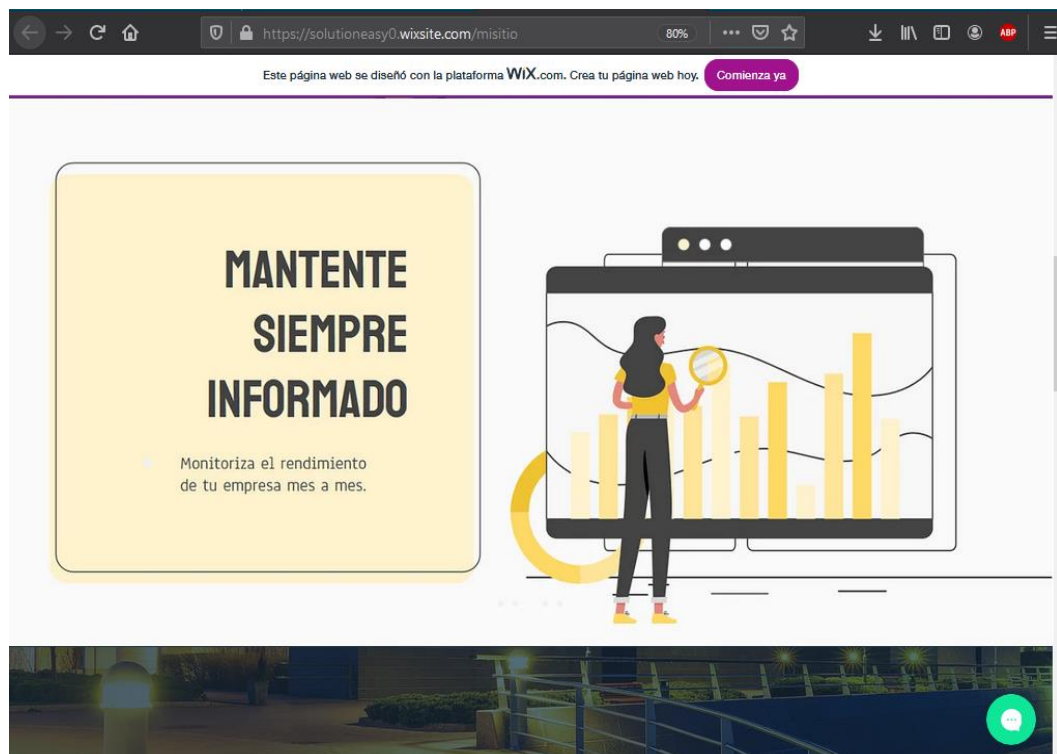 https://solutioneasy0.wixsite.com/misitio
80%
ABP
Este página web se diseñó con la plataforma WiX.com. Crea tu página web hoy. Comienza ya
MANTENTE
SIEMPRE
INFORMADO
Monitoriza el rendimiento
de tu empresa mes a mes.